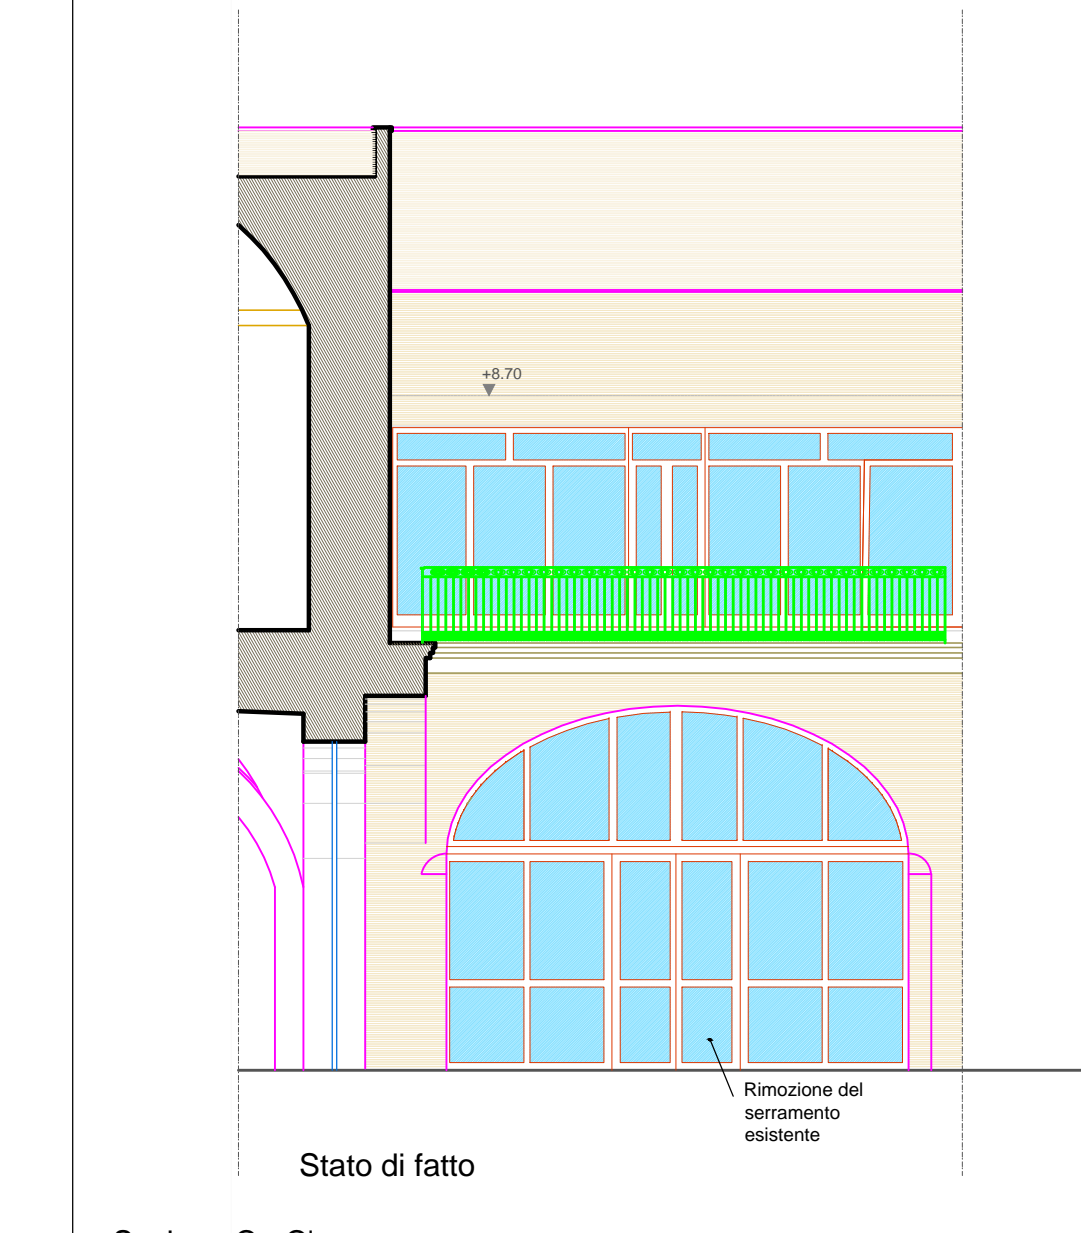 +8.70
Rimozione del
serramento
esistente
Stato di fatto